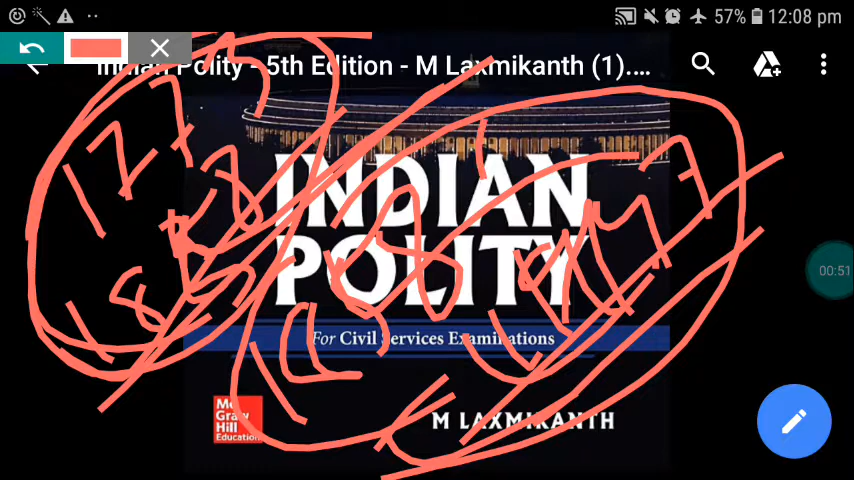 57% 12:08 pm
Indian Polity - 5th Edition - M Laxmikanth (1)....
INDIAN
POLITY
00:51
For Civil Services Examinations
Mc
Graw
Hill
Education
M LAXMIKANTH